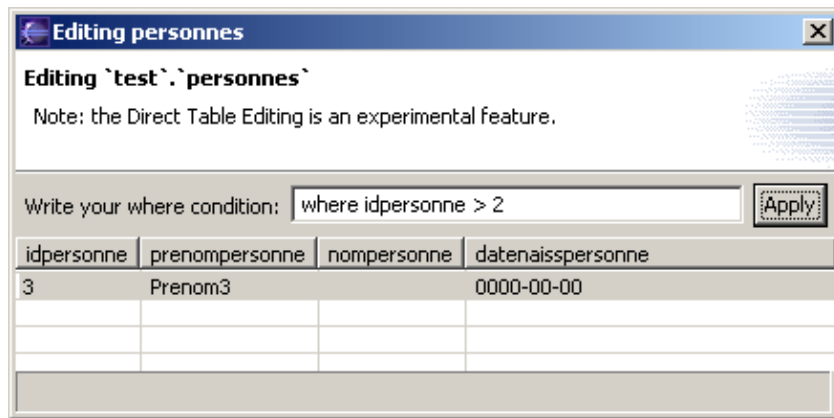 Editing personnes
Editing `test`.`personnes`
Note: the Direct Table Editing is an experimental feature.
Write your where condition: where idpersonne > 2 Apply
idpersonne prenompersonne nompersonne datenaisspersonne
3 Prenom3 0000-00-00